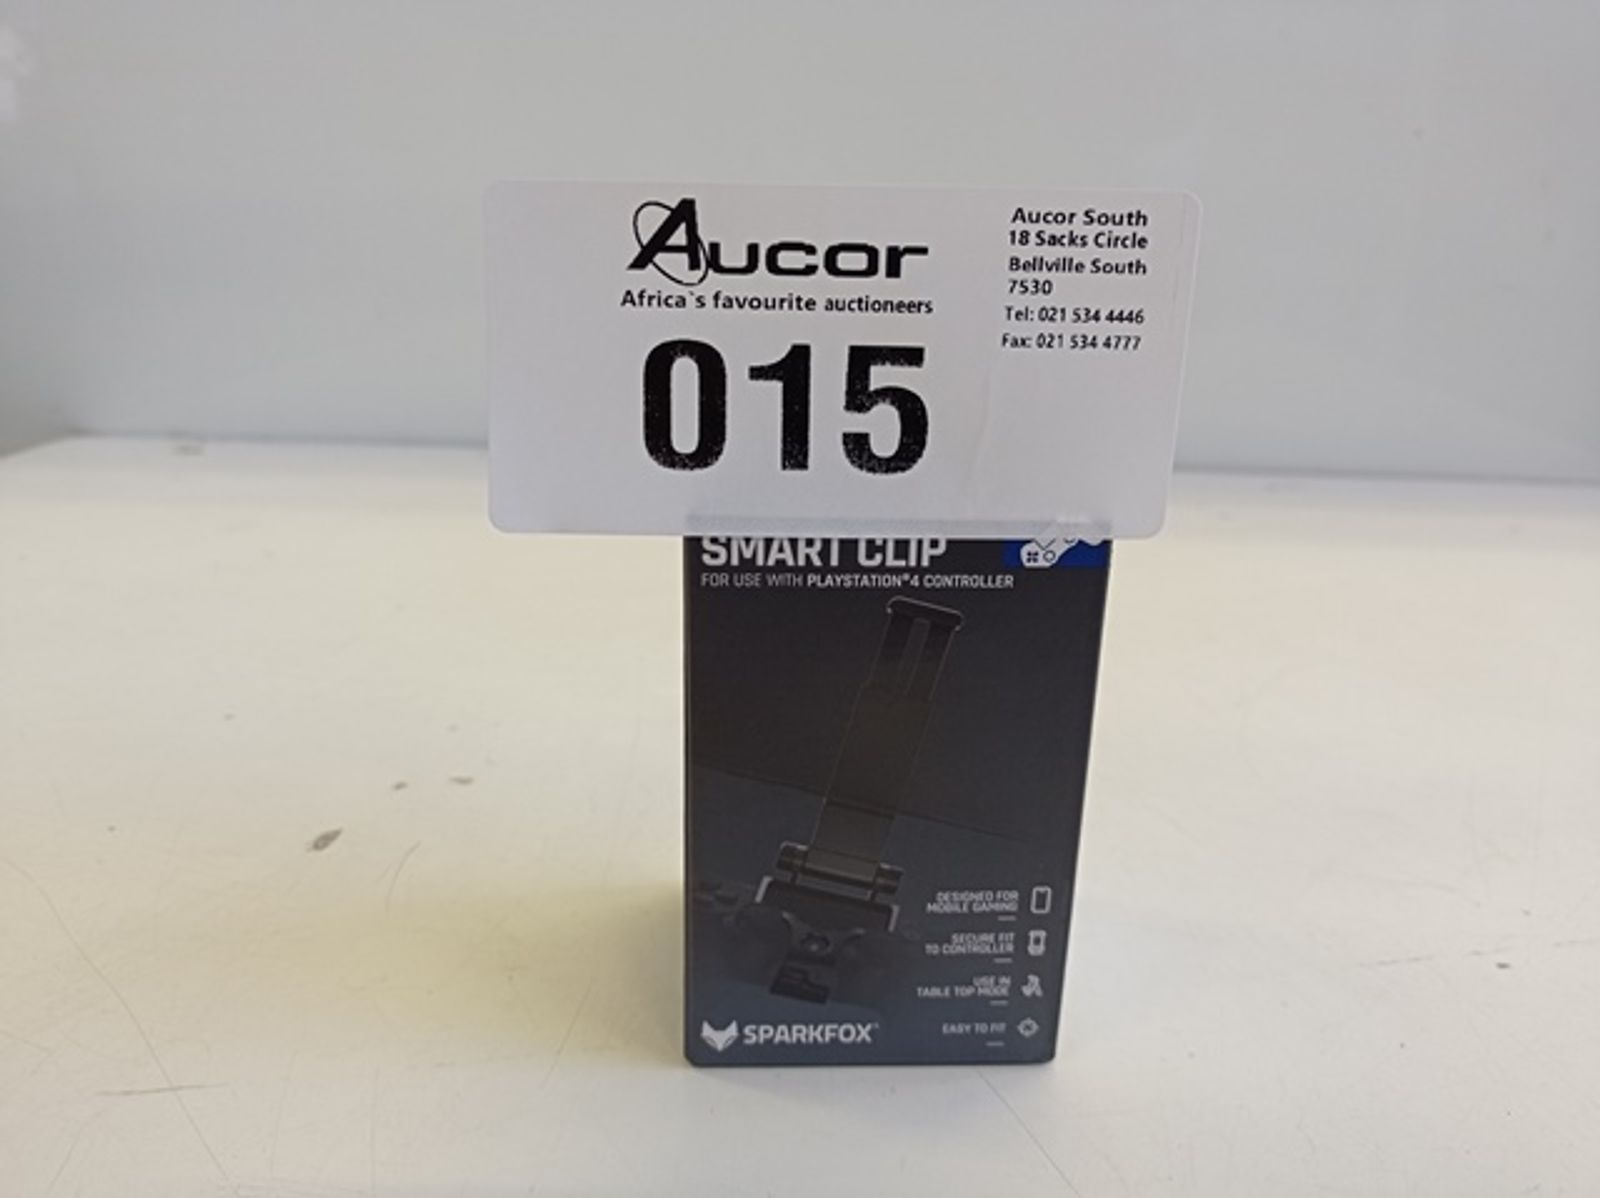 Aucor
Africa`s favourite auctioneers
015
Aucor South
18 Sacks Circle
Bellville South
7530
Tel: 021 534 4446
Fax: 021 534 4777
SMART CLIP
FOR USE WITH PLAYSTATION®4 CONTROLLER
DESIGNED FOR
MOBILE GAMING
SECURE FIT
TO CONTROLLER
USE IN
TABLE TOP MODE
EASY TO FIT
SPARKFOX